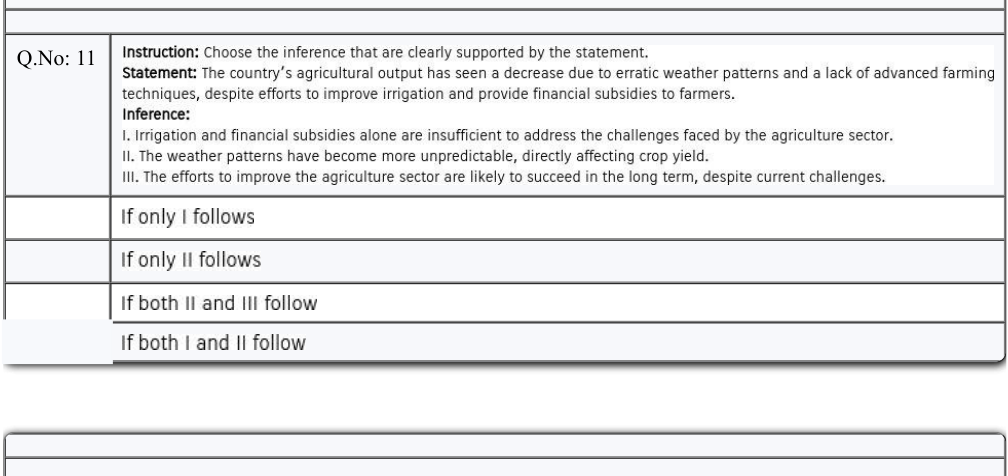 Q.No: 11
Instruction: Choose the inference that are clearly supported by the statement.
Statement: The country’s agricultural output has seen a decrease due to erratic weather patterns and a lack of advanced farming
techniques, despite efforts to improve irrigation and provide financial subsidies to farmers.
Inference:
I. Irrigation and financial subsidies alone are insufficient to address the challenges faced by the agriculture sector.
II. The weather patterns have become more unpredictable, directly affecting crop yield.
III. The efforts to improve the agriculture sector are likely to succeed in the long term, despite current challenges.
If only I follows
If only II follows
If both II and III follow
If both I and II follow